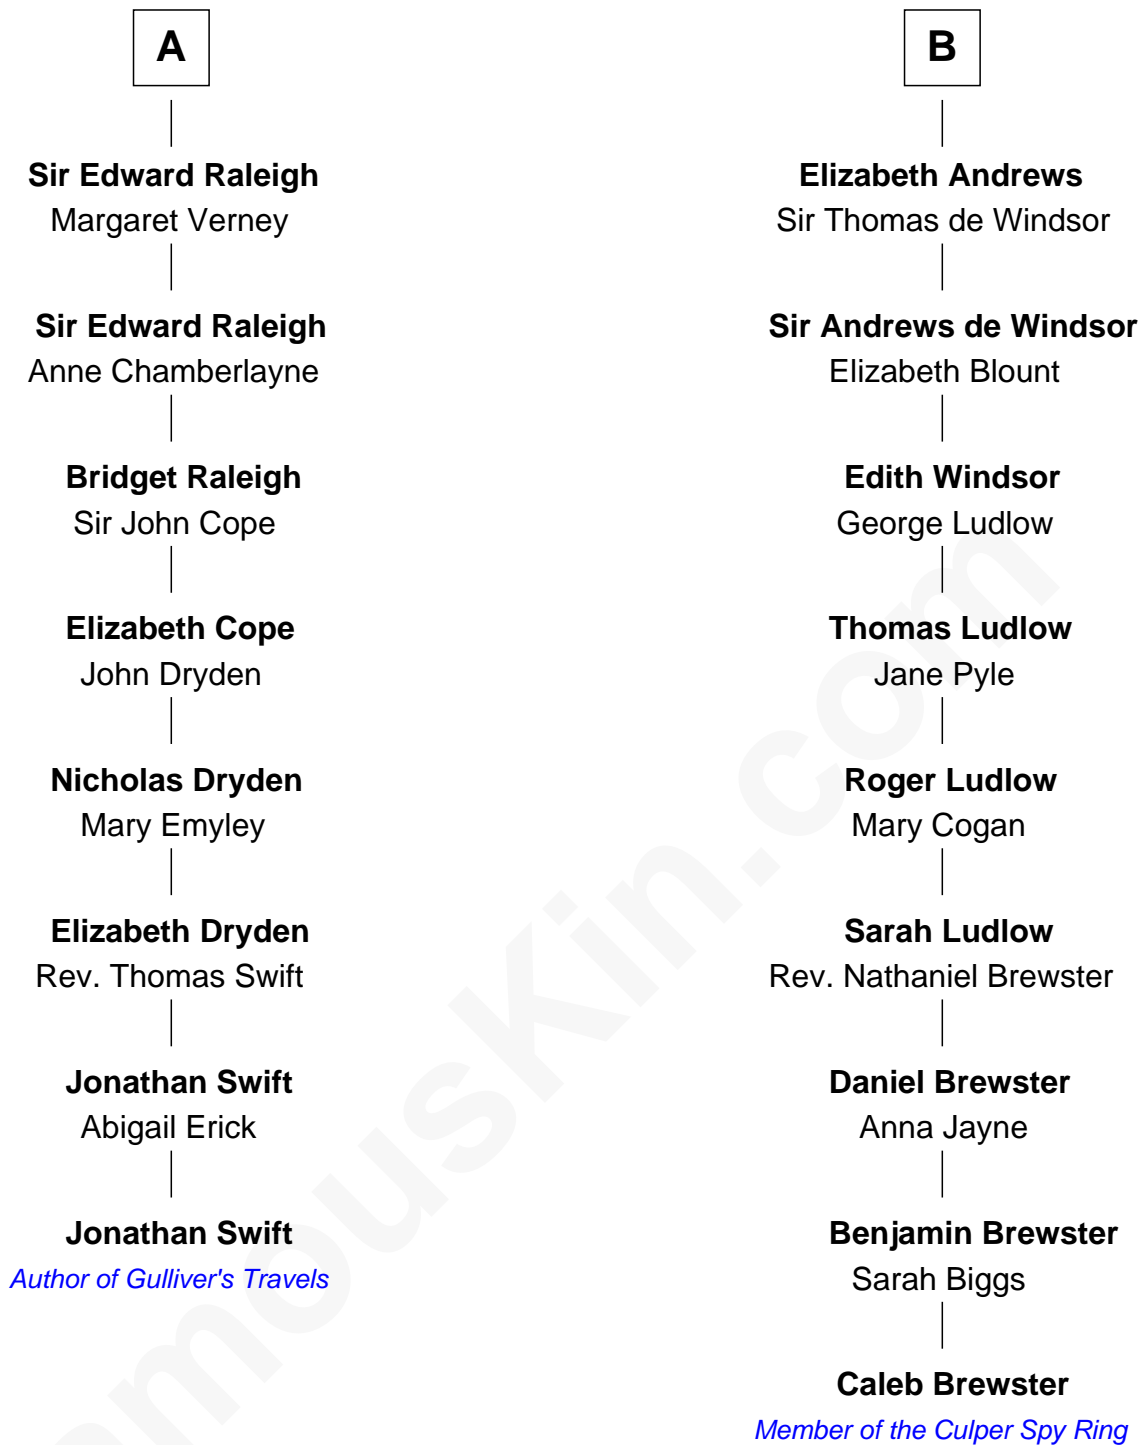 A
Sir Edward Raleigh
Margaret Verney
Sir Edward Raleigh
Anne Chamberlayne
Bridget Raleigh
Sir John Cope
Elizabeth Cope
John Dryden
Nicholas Dryden
Mary Emyley
Elizabeth Dryden
Rev. Thomas Swift
Jonathan Swift
Abigail Erick
Jonathan Swift
Author of Gulliver's Travels
B
Elizabeth Andrews
Sir Thomas de Windsor
Sir Andrews de Windsor
Elizabeth Blount
Edith Windsor
George Ludlow
Thomas Ludlow
Jane Pyle
Roger Ludlow
Mary Cogan
Sarah Ludlow
Rev. Nathaniel Brewster
Daniel Brewster
Anna Jayne
Benjamin Brewster
Sarah Biggs
Caleb Brewster
Member of the Culper Spy Ring
amousKin.com